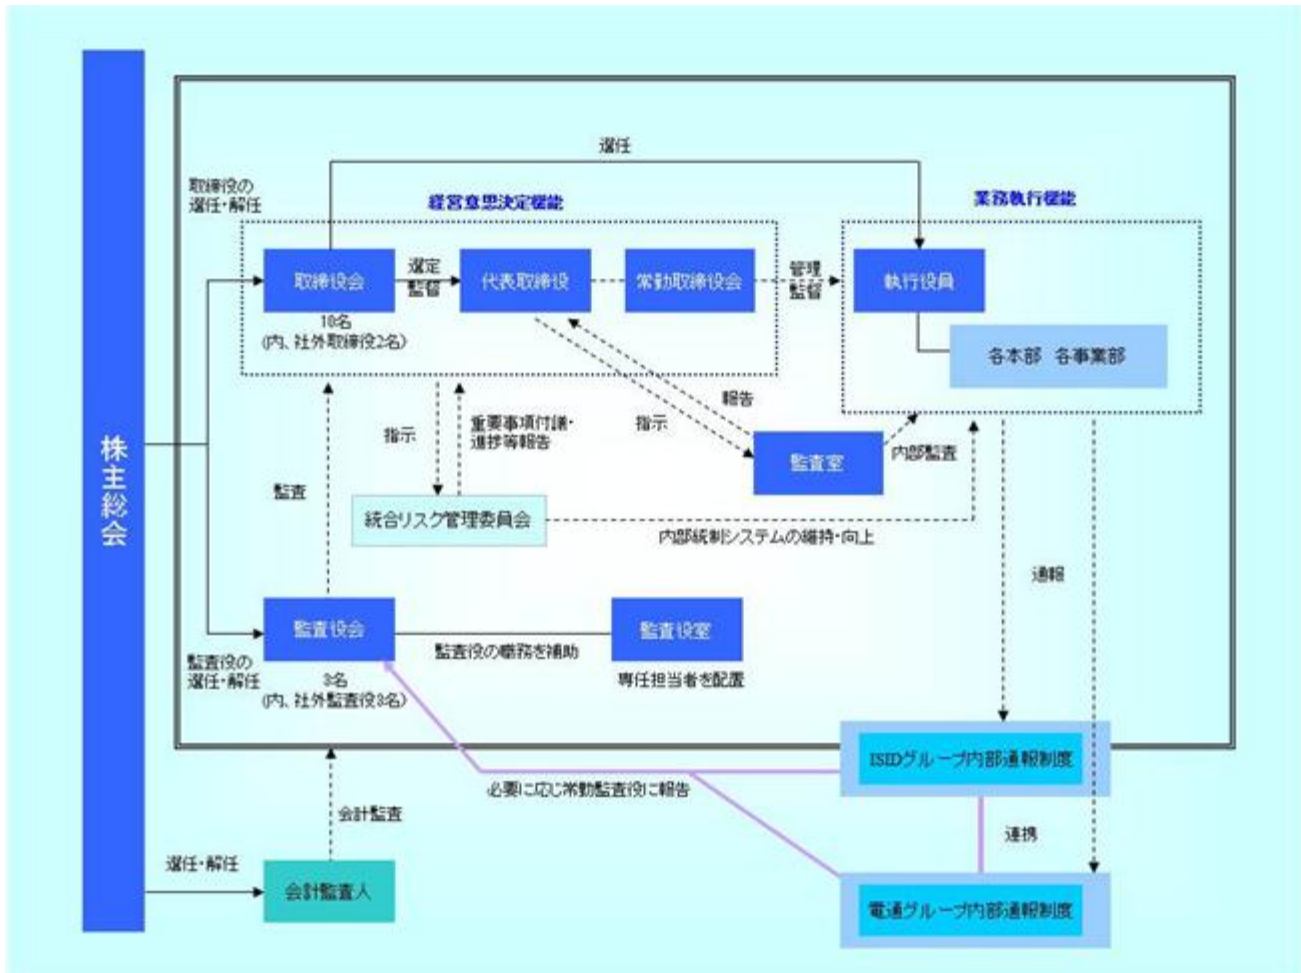 選任
取締役の
選任・解任
経営意思決定機能
業務執行機能
取締役会
選定
監督
代表取締役
常勤取締役会
管理
監督
執行役員
10名
(内、社外取締役2名)
各本部 各事業部
指示
重要事項付議・
進捗等報告
報告
指示
監査室
内部監査
株主総会
監査
統合リスク管理委員会
内部統制システムの維持・向上
通報
監査役会
監査役の職務を補助
監査役室
監査役の
選任・解任
3名
(内、社外監査役3名)
専任担当者を配置
ISIDグループ内部通報制度
必要に応じ常勤監査役に報告
会計監査
連携
選任・解任
会計監査人
電通グループ内部通報制度